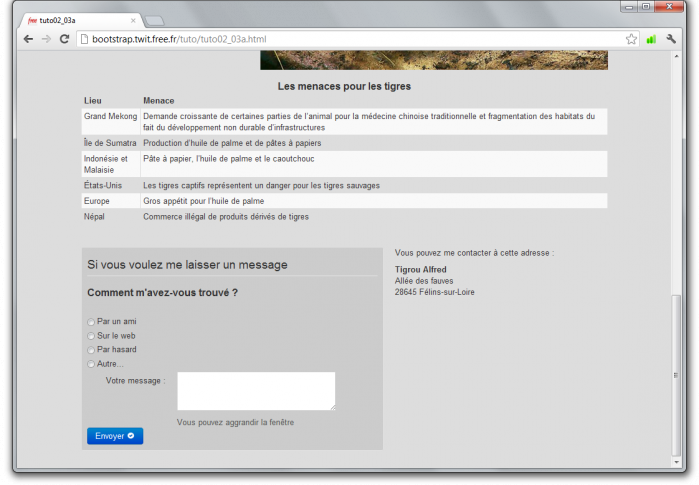 tuto02_03a
bootstrap.twit.free.fr/tuto/tuto02_03a.html
Les menaces pour les tigres
Lieu Menace
Grand Mekong Demande croissante de certaines parties de l'animal pour la médecine chinoise traditionnelle et fragmentation des habitats du
fait du développement non durable d'infrastructures
Île de Sumatra Production d'huile de palme et de pâtes à papiers
Indonésie et Pâte à papier, l'huile de palme et le caoutchouc
Malaisie
États-Unis Les tigres captifs représentent un danger pour les tigres sauvages
Europe Gros appétit pour l'huile de palme
Népal Commerce illégal de produits dérivés de tigres
Si vous voulez me laisser un message
Comment m'avez-vous trouvé ?
Par un ami
Sur le web
Par hasard
Autre...
Votre message :
Vous pouvez aggrandir la fenêtre
Envoyer
Vous pouvez me contacter à cette adresse :
Tigrou Alfred
Allée des fauves
28645 Félins-sur-Loire